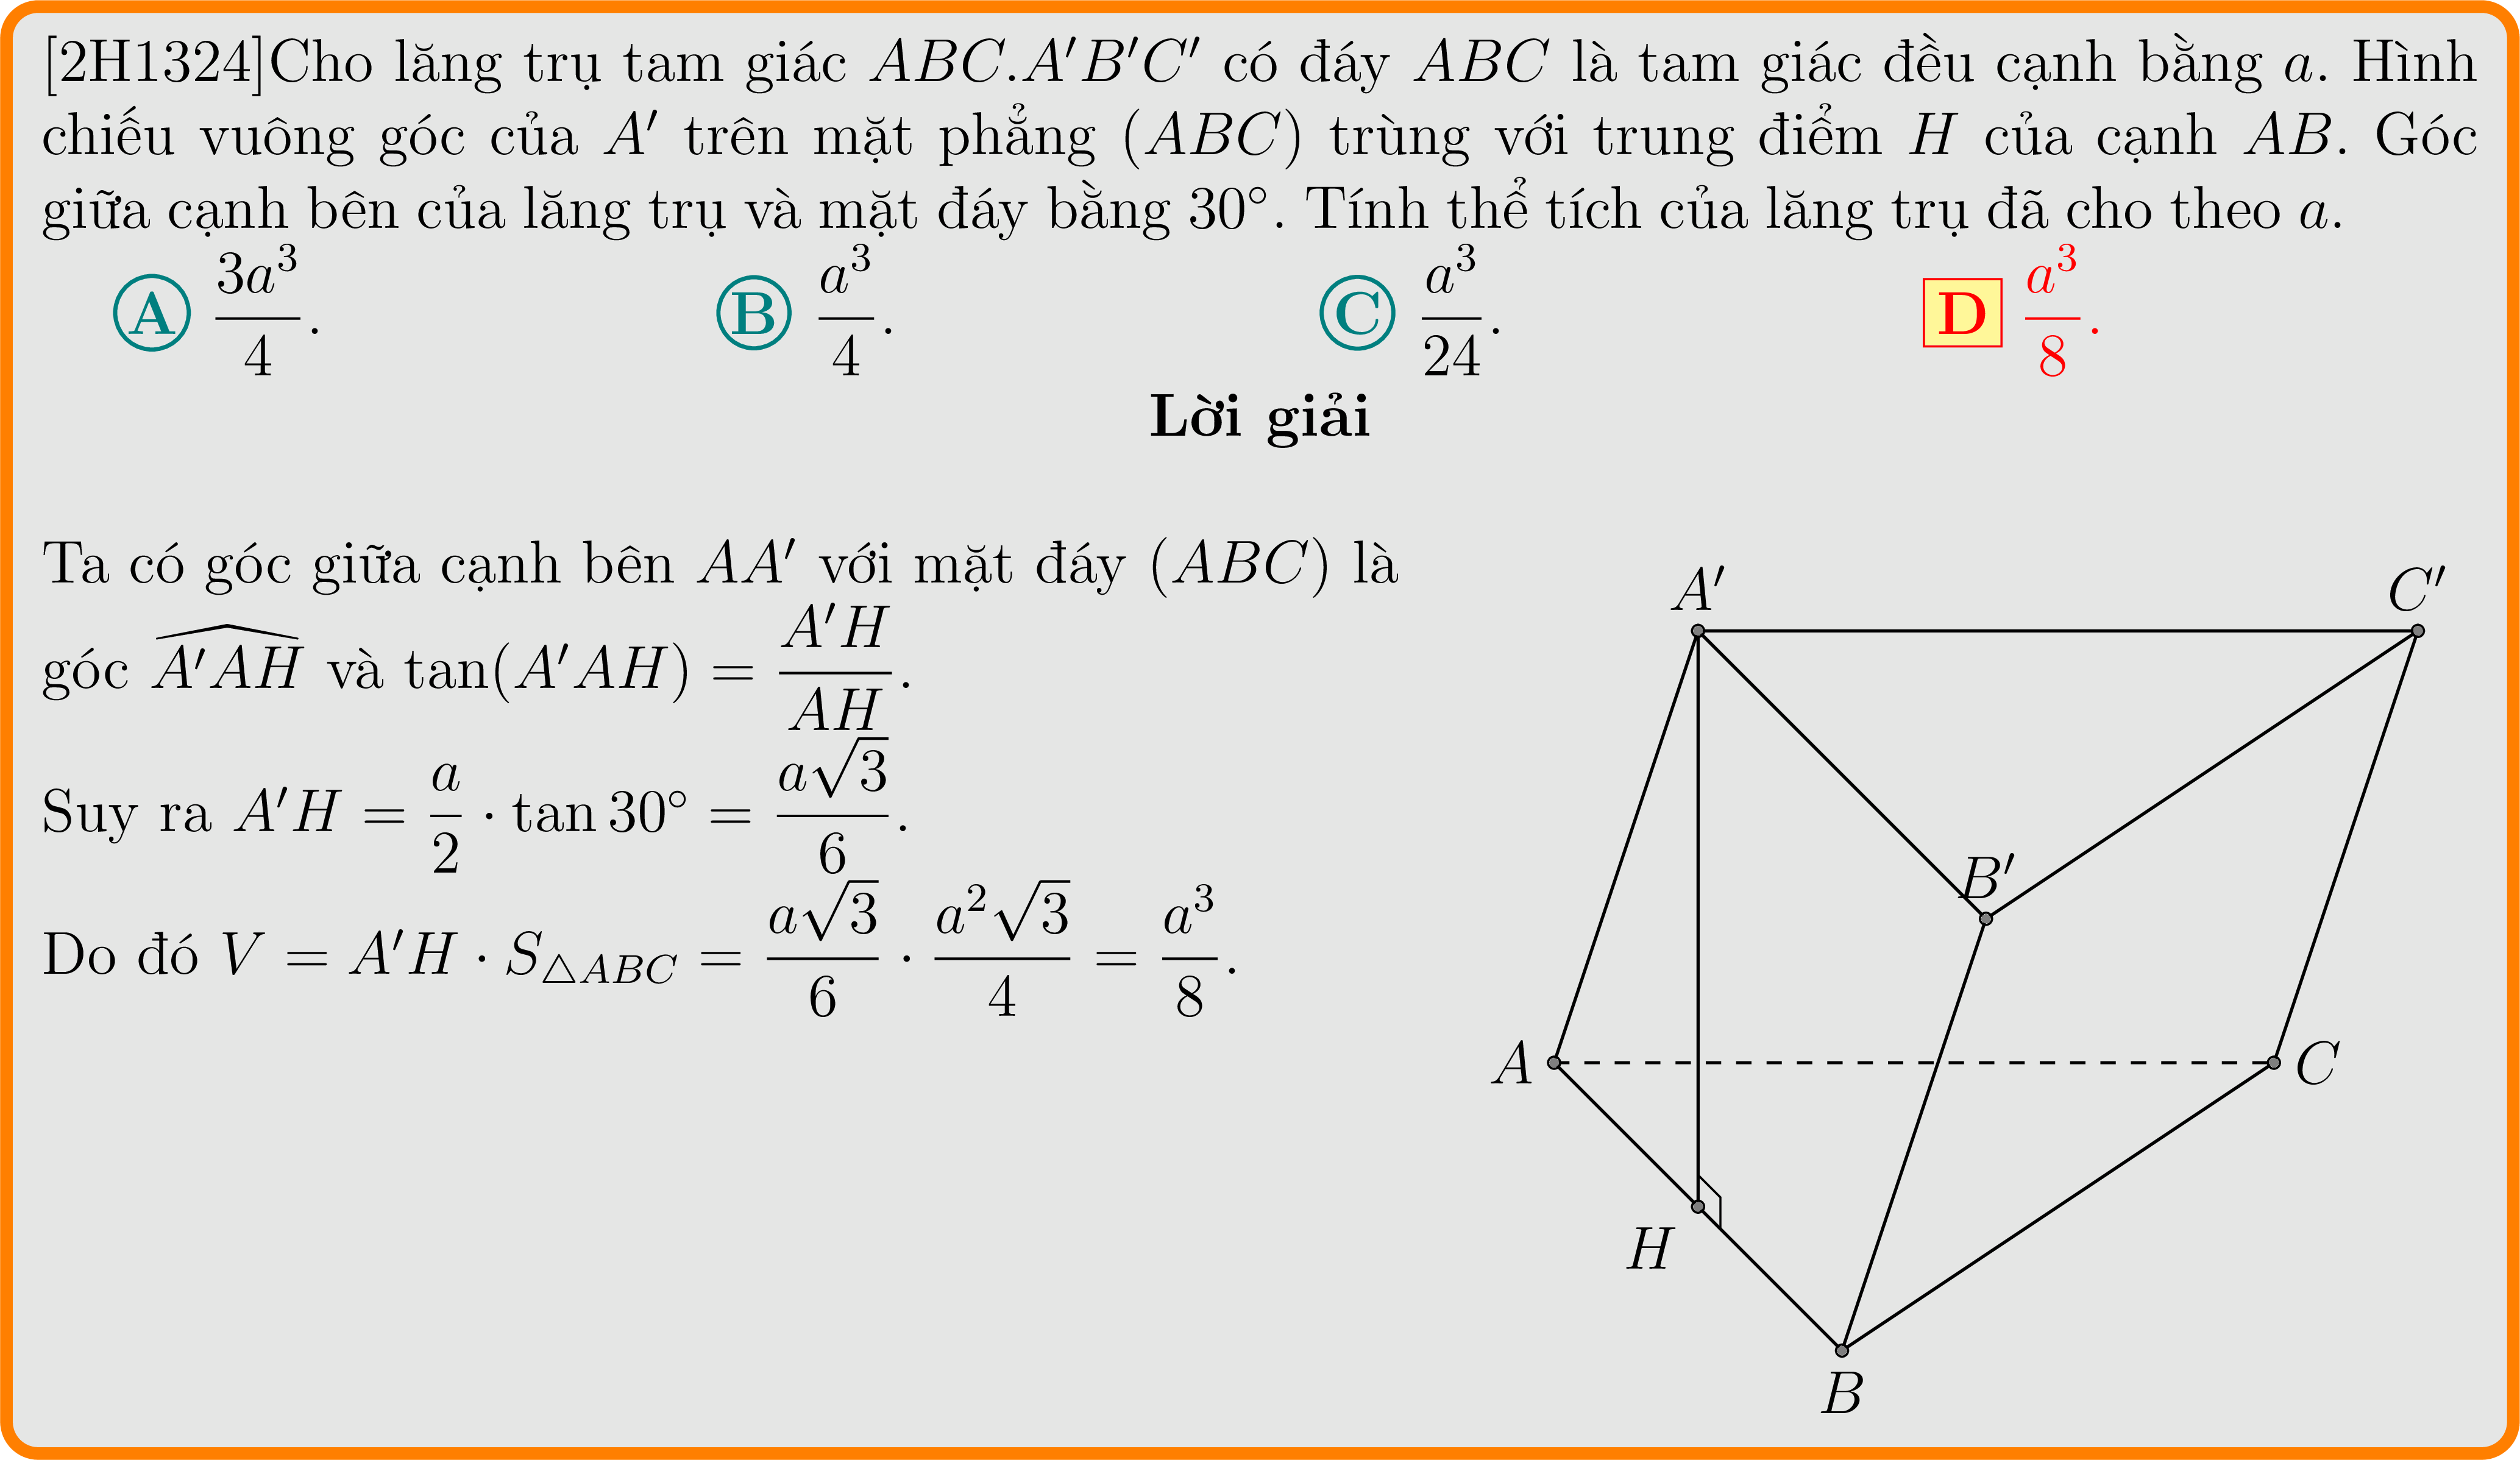 [2H1324]Cho lăng trụ tam giác ABC.A′B′C′ có đáy ABC là tam giác đều cạnh bằng a. Hình
chiếu vuông góc của A′ trên mặt phẳng (ABC) trùng với trung điểm H của cạnh AB. Góc
giữa cạnh bên của lăng trụ và mặt đáy bằng 30°. Tính thể tích của lăng trụ đã cho theo a.
A $\frac{3a^3}{4}$. B $\frac{a^3}{4}$. C $\frac{a^3}{24}$. D $\frac{a^3}{8}$.
Lời giải
Ta có góc giữa cạnh bên AA′ với mặt đáy (ABC) là
góc $\widehat{A'AH}$ và $\tan(A'AH) = \frac{A'H}{AH}$.
Suy ra $A'H = \frac{a}{2} \cdot \tan 30^\circ = \frac{a\sqrt{3}}{6}$.
Do đó $V = A'H \cdot S_{\triangle ABC} = \frac{a\sqrt{3}}{6} \cdot \frac{a^2\sqrt{3}}{4} = \frac{a^3}{8}$.
A′
C′
B′
A
C
H
B